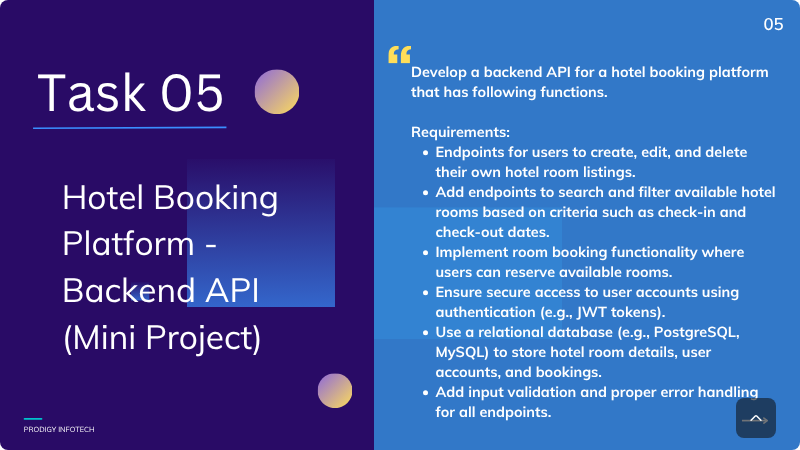 05
Task 05
Hotel Booking
Platform -
Backend API
(Mini Project)
PRODIGY INFOTECH
“
Develop a backend API for a hotel booking platform
that has following functions.
Requirements:
• Endpoints for users to create, edit, and delete
their own hotel room listings.
• Add endpoints to search and filter available hotel
rooms based on criteria such as check-in and
check-out dates.
• Implement room booking functionality where
users can reserve available rooms.
• Ensure secure access to user accounts using
authentication (e.g., JWT tokens).
• Use a relational database (e.g., PostgreSQL,
MySQL) to store hotel room details, user
accounts, and bookings.
• Add input validation and proper error handling
for all endpoints.